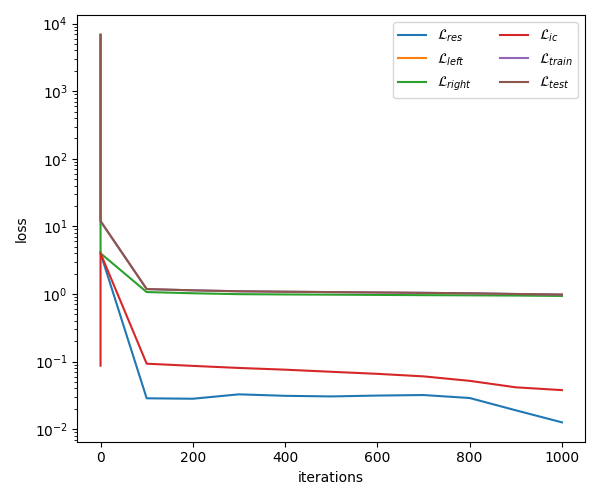 10^4
10^3
10^2
10^1
10^0
10^-1
10^-2
loss
0 200 400 600 800 1000
iterations
ℒ_res ℒ_ic
ℒ_left ℒ_train
ℒ_right ℒ_test